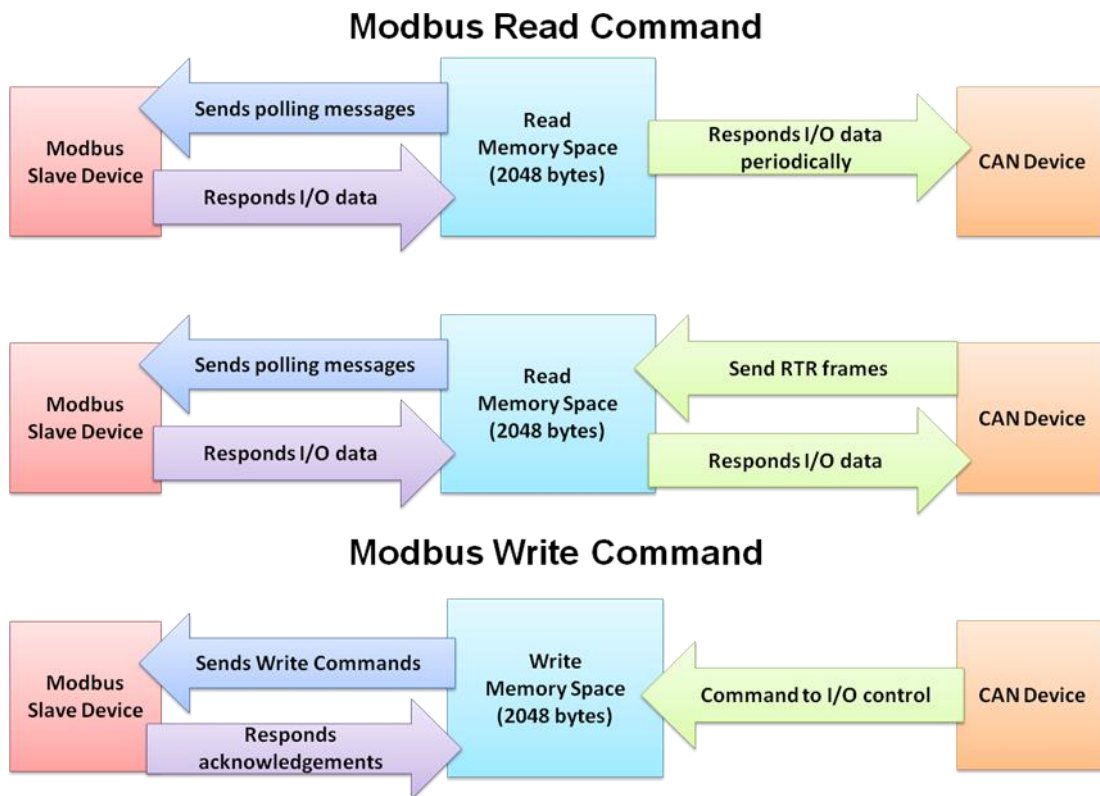 Modbus Read Command
Sends polling messages
Modbus
Slave Device
Responds I/O data
Read
Memory Space
(2048 bytes)
Responds I/O data
periodically
CAN Device
Sends polling messages
Modbus
Slave Device
Responds I/O data
Read
Memory Space
(2048 bytes)
Send RTR frames
Responds I/O data
CAN Device
Modbus Write Command
Sends Write Commands
Modbus
Slave Device
Responds
acknowledgements
Write
Memory Space
(2048 bytes)
Command to I/O control
CAN Device